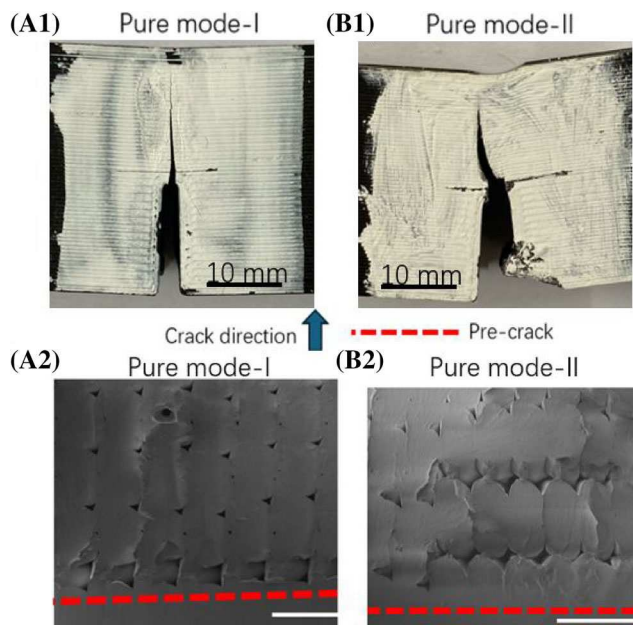 (A1) Pure mode-I
(B1) Pure mode-II
10 mm
10 mm
Crack direction
Pre-crack
(A2) Pure mode-I
(B2) Pure mode-II